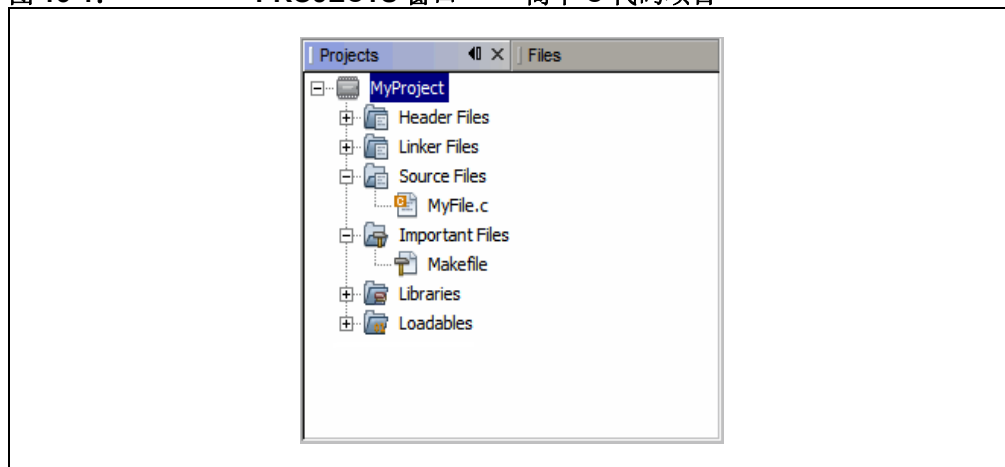 Projects
Files
MyProject
Header Files
Linker Files
Source Files
MyFile.c
Important Files
Makefile
Libraries
Loadables